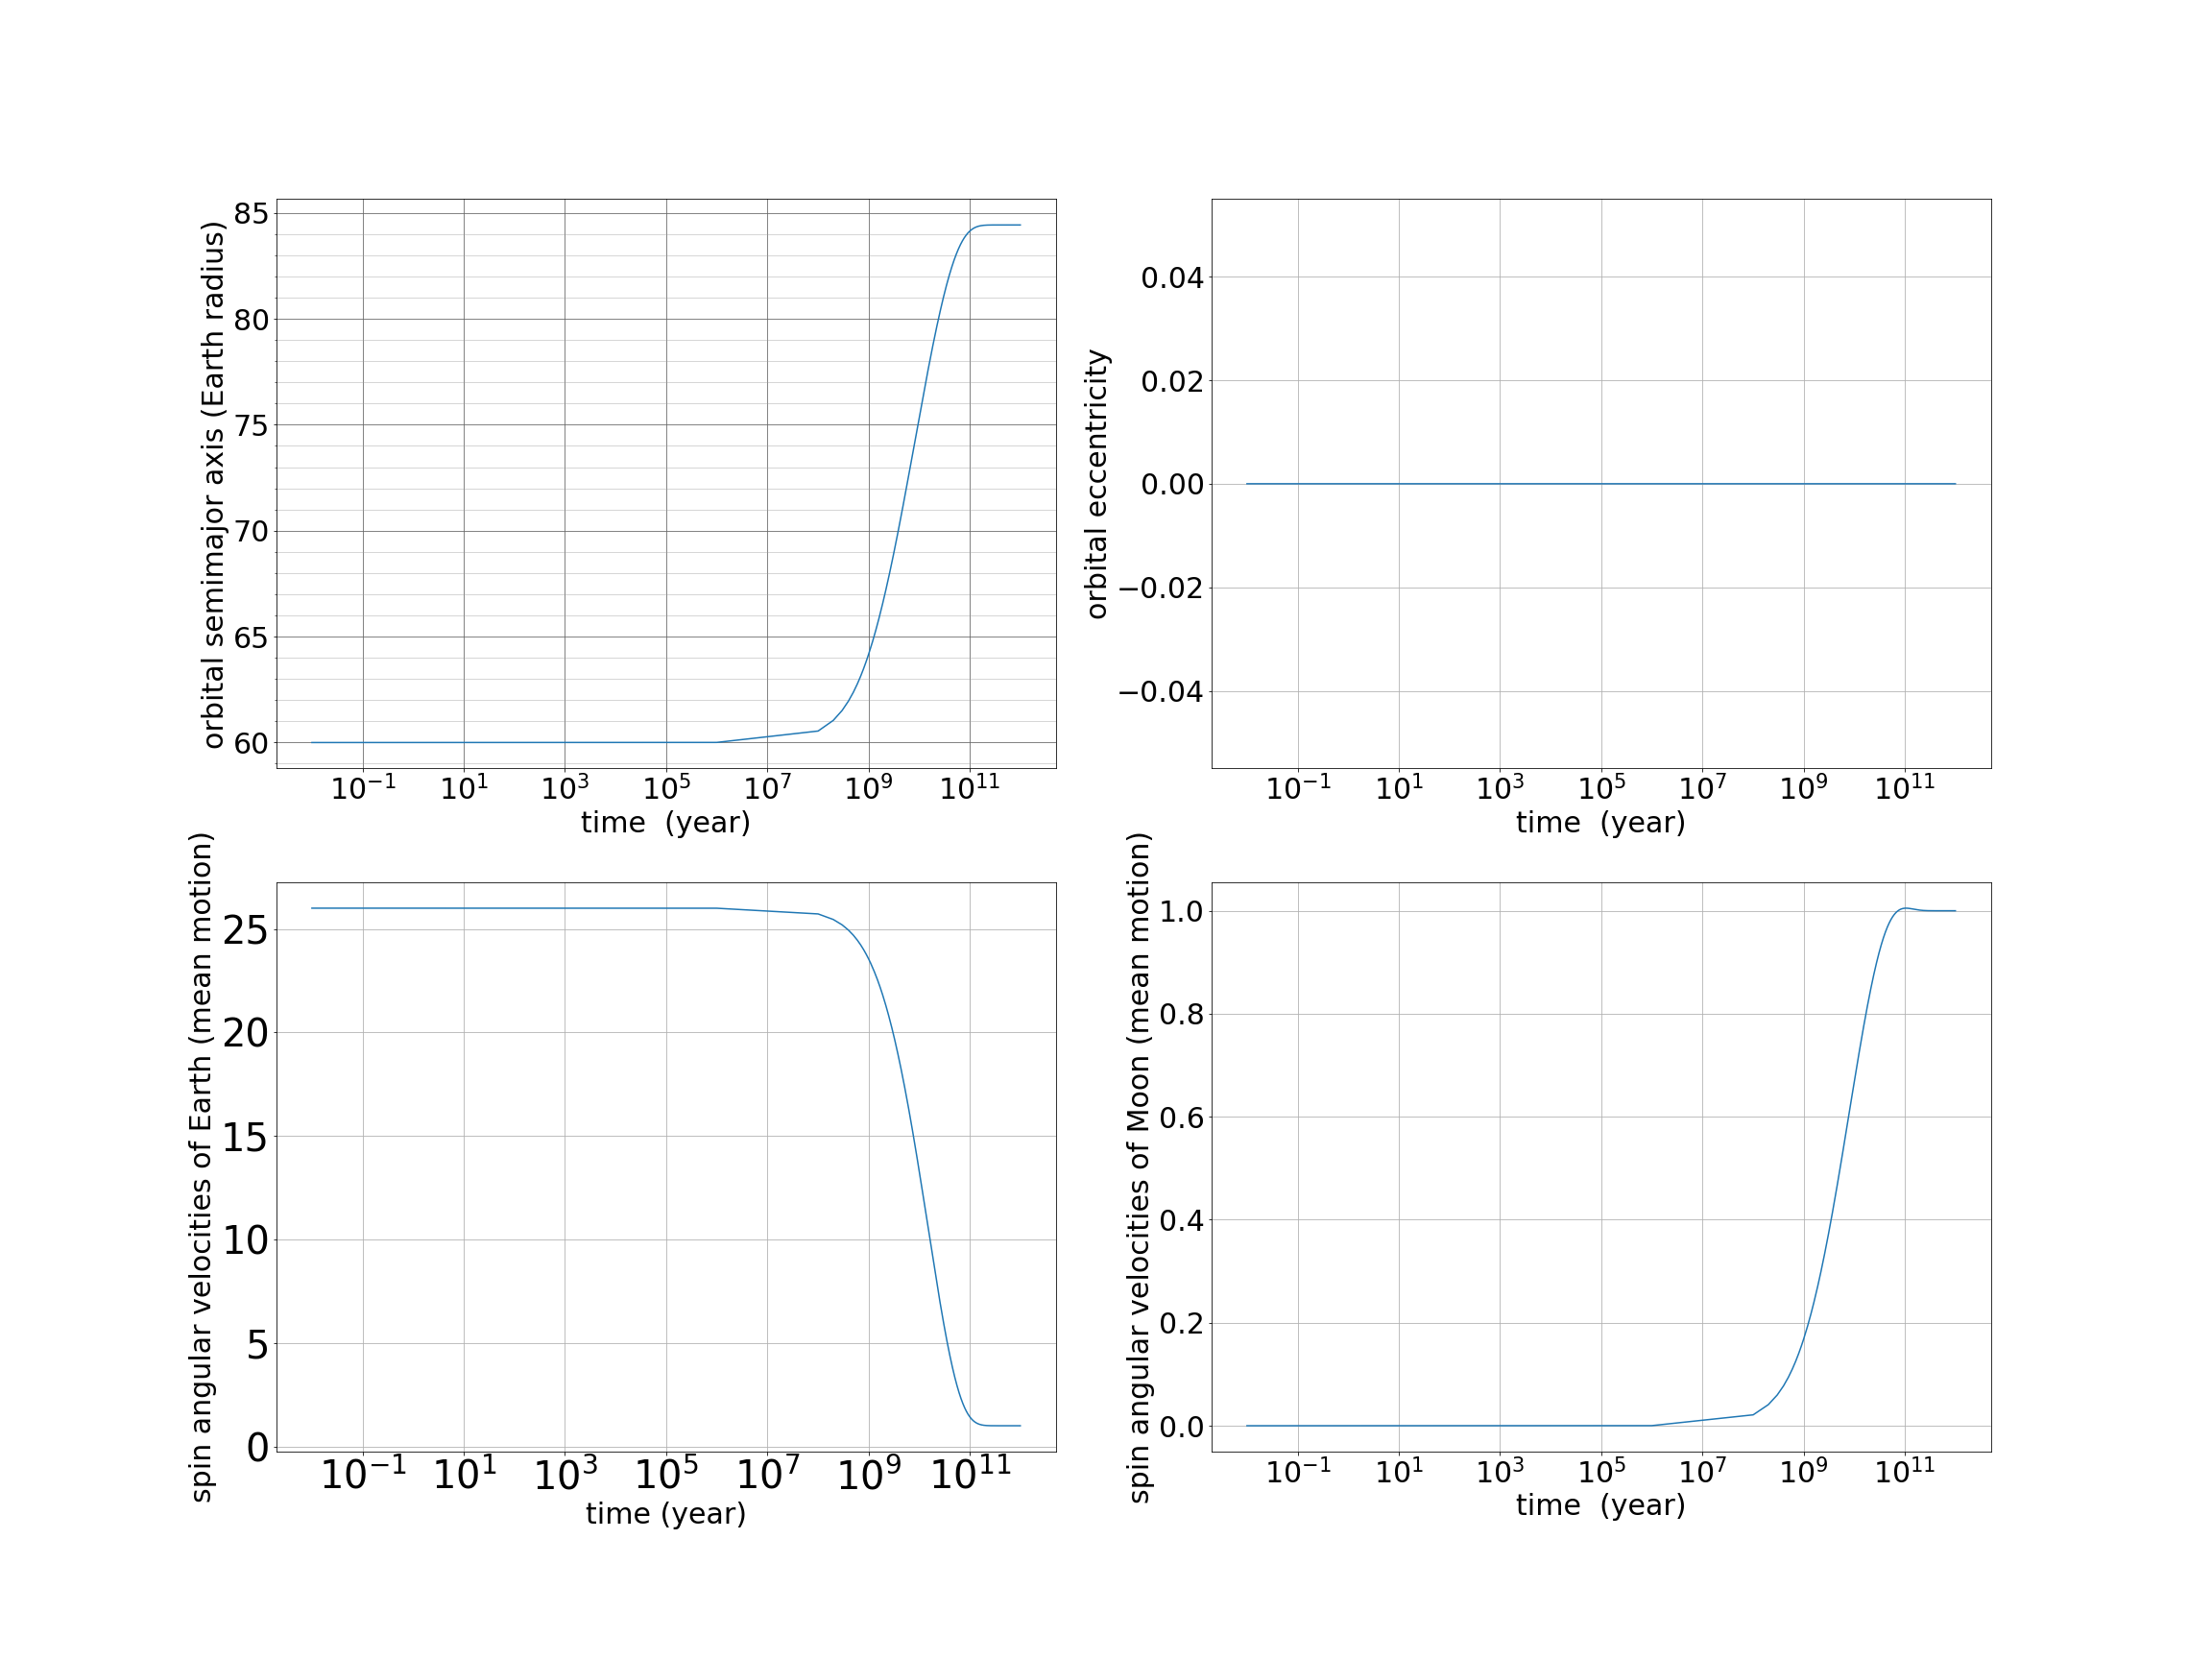 orbital semimajor axis (Earth radius)
85
80
75
70
65
60
10⁻¹ 10¹ 10³ 10⁵ 10⁷ 10⁹ 10¹¹
time (year)
orbital eccentricity
0.04
0.02
0.00
−0.02
−0.04
10⁻¹ 10¹ 10³ 10⁵ 10⁷ 10⁹ 10¹¹
time (year)
spin angular velocities of Earth (mean motion)
25
20
15
10
5
0
10⁻¹ 10¹ 10³ 10⁵ 10⁷ 10⁹ 10¹¹
time (year)
spin angular velocities of Moon (mean motion)
1.0
0.8
0.6
0.4
0.2
0.0
10⁻¹ 10¹ 10³ 10⁵ 10⁷ 10⁹ 10¹¹
time (year)